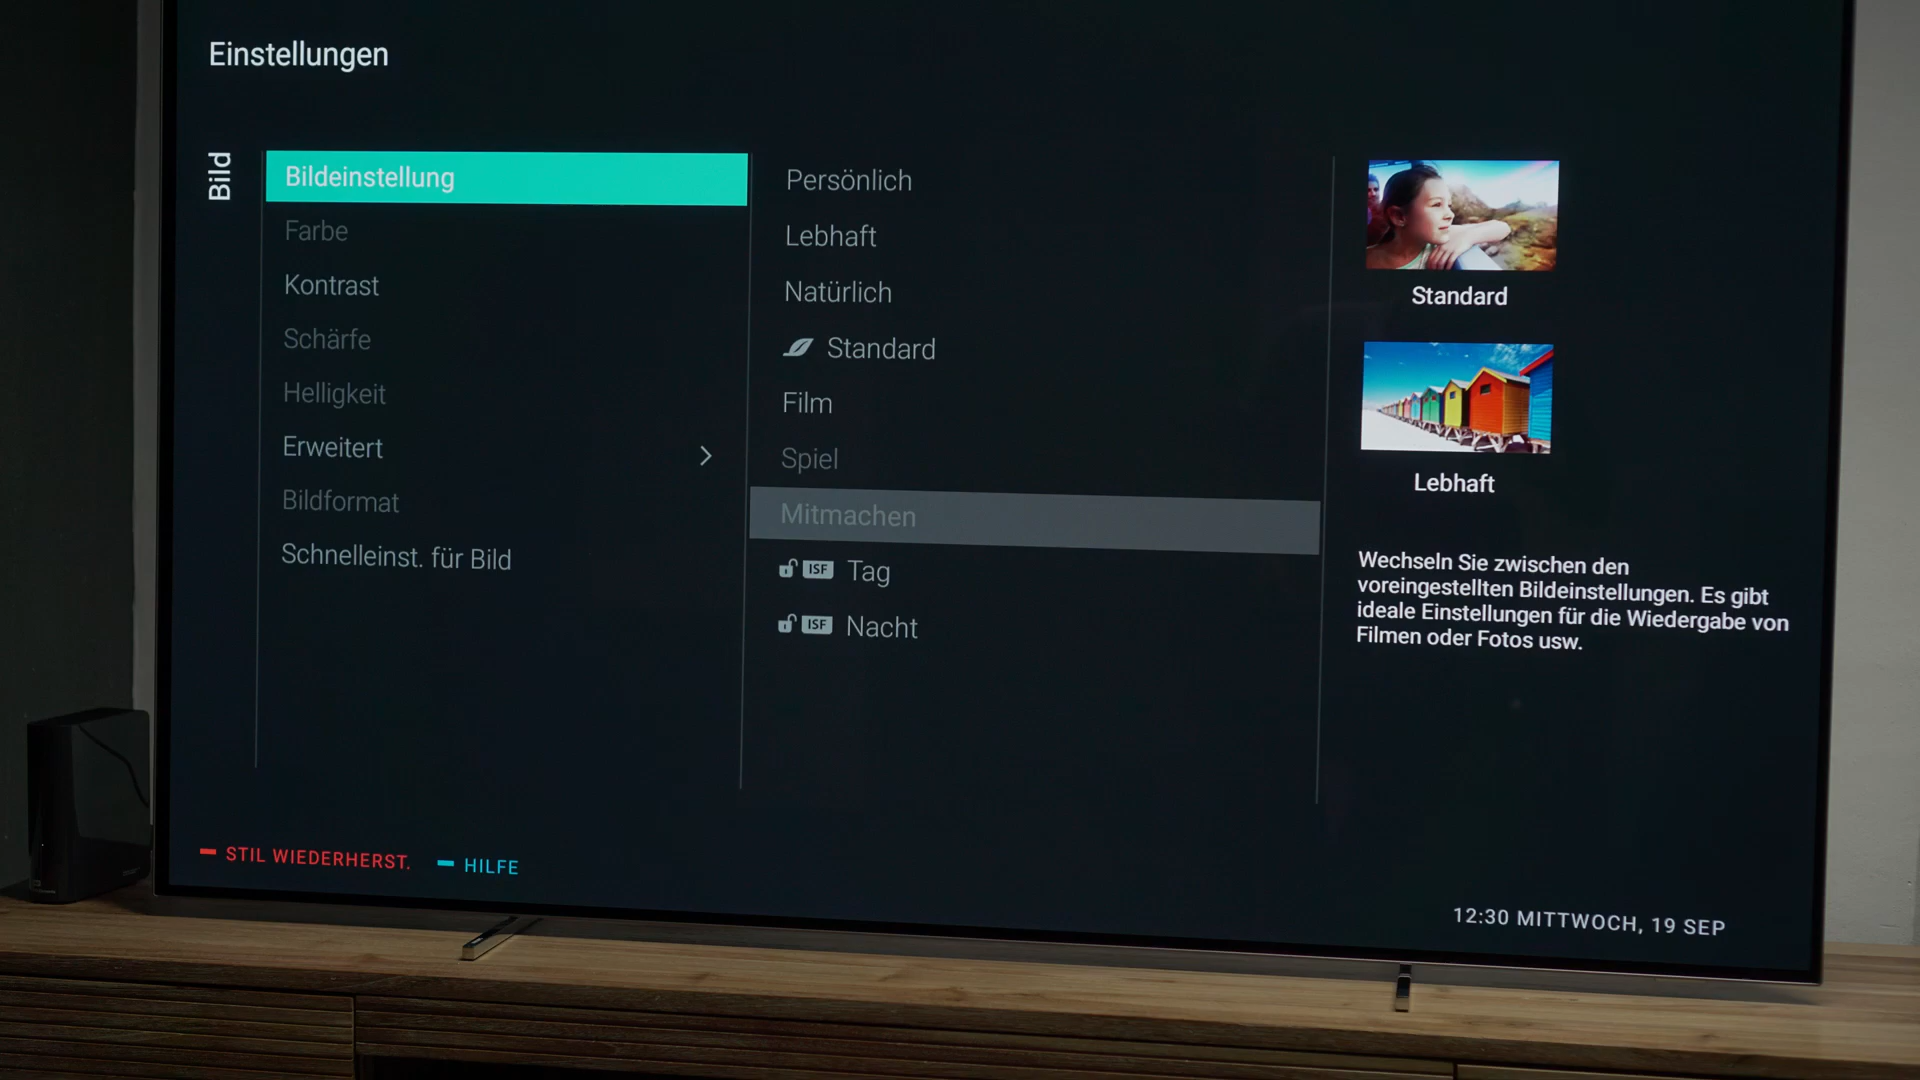 Einstellungen
Bild
Bildeinstellung
Farbe
Kontrast
Schärfe
Helligkeit
Erweitert
Bildformat
Schnelleinst. für Bild
Persönlich
Lebhaft
Natürlich
Standard
Film
Spiel
Mitmachen
ISF Tag
ISF Nacht
Standard
Lebhaft
Wechseln Sie zwischen den
voreingestellten Bildeinstellungen. Es gibt
ideale Einstellungen für die Wiedergabe von
Filmen oder Fotos usw.
STIL WIEDERHERST. HILFE
12:30 MITTWOCH, 19 SEP